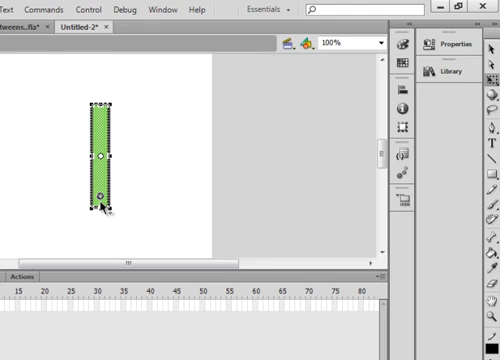 Text Commands Control Debug Window Help
Essentials
tweens..fla* × Untitled-2* ×
100%
Properties
Library
T
Actions
15 20 25 30 35 40 45 50 55 60 65 70 75 80